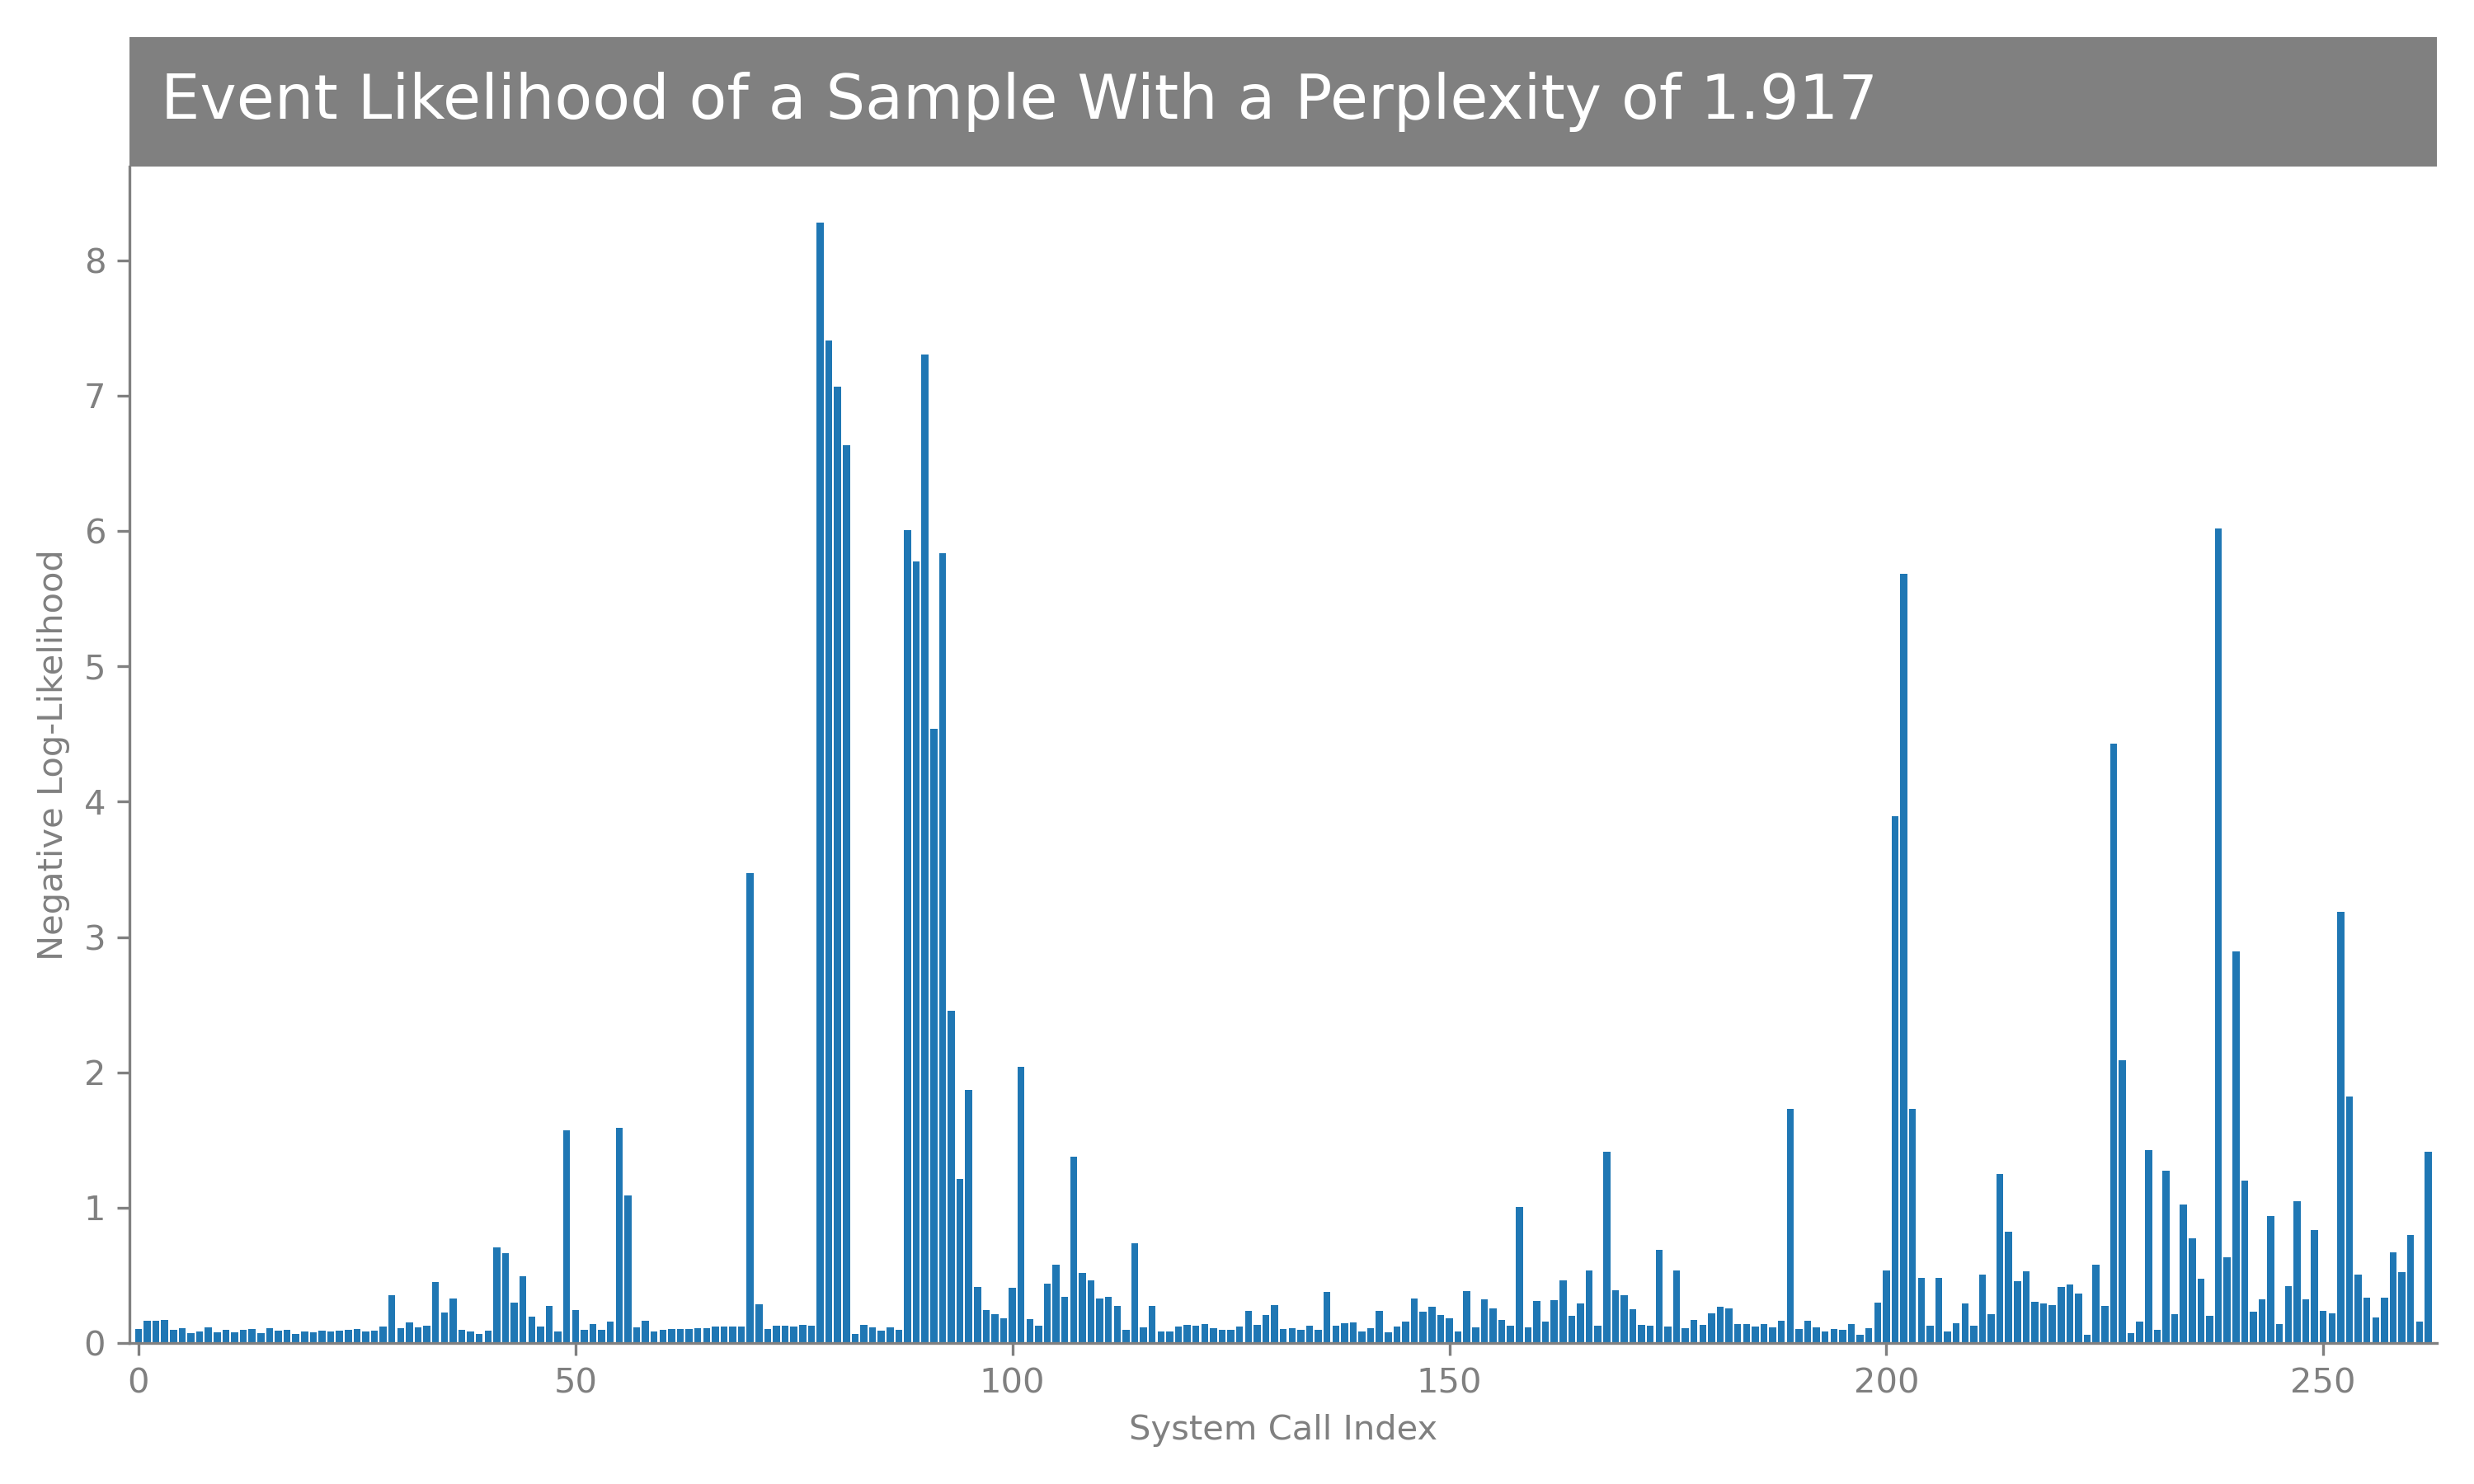 Event Likelihood of a Sample With a Perplexity of 1.917
8
7
6
5
4
3
2
1
0
Negative Log-Likelihood
0 50 100 150 200 250
System Call Index